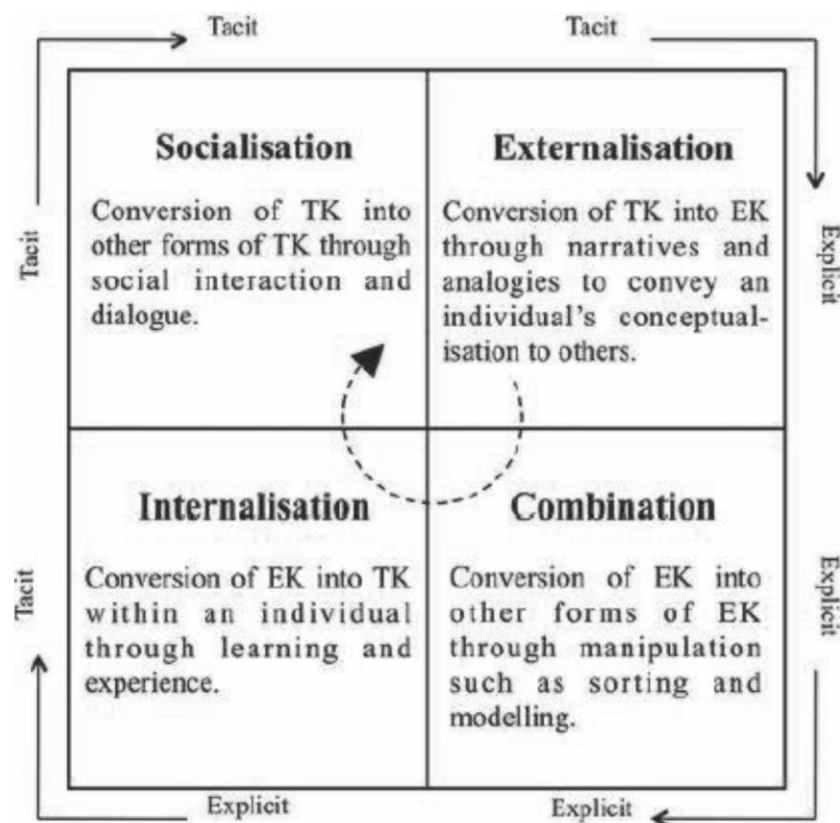 Tacit
Tacit
Tacit
Explicit
Socialisation
Conversion of TK into
other forms of TK through
social interaction and
dialogue.
Externalisation
Conversion of TK into EK
through narratives and
analogies to convey an
individual's conceptual-
isation to others.
Internalisation
Conversion of EK into TK
within an individual
through learning and
experience.
Combination
Conversion of EK into
other forms of EK
through manipulation
such as sorting and
modelling.
Tacit
Explicit
Explicit
Explicit